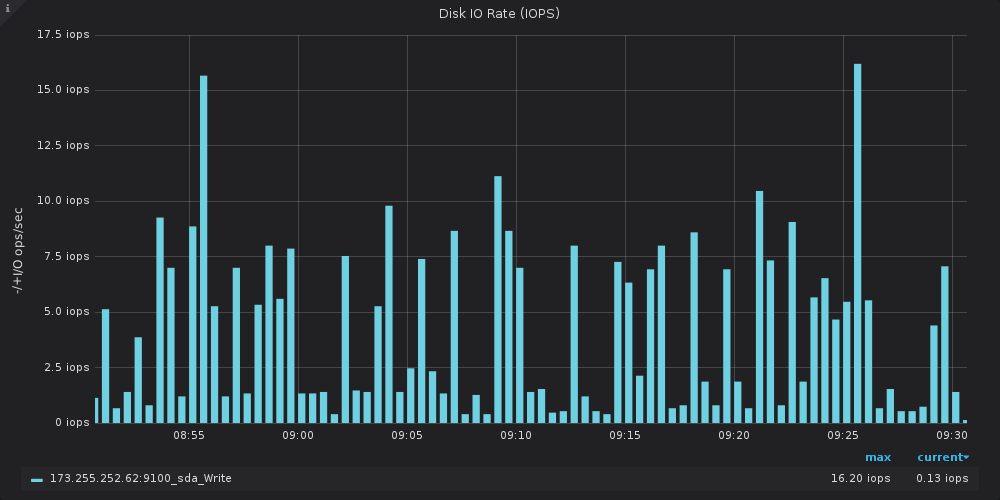 i
Disk IO Rate (IOPS)
-/+I/O ops/sec
17.5 iops
15.0 iops
12.5 iops
10.0 iops
7.5 iops
5.0 iops
2.5 iops
0 iops
08:55 09:00 09:05 09:10 09:15 09:20 09:25 09:30
max current
173.255.252.62:9100_sda_Write 16.20 iops 0.13 iops